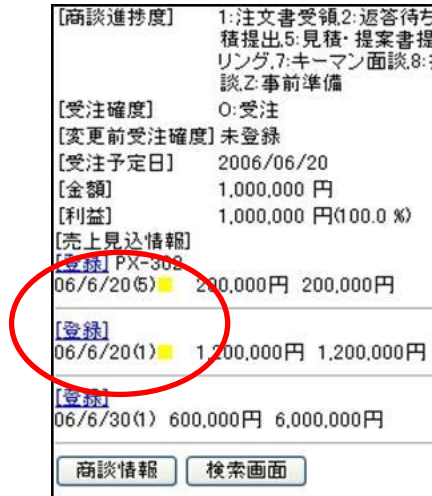 [商談進捗度] 1:注文書受領,2:返答待ち
積提出,5:見積・提案書提
リング,7:キーマン面談,8:
談,Z:事前準備
[受注確度] O:受注
[変更前受注確度] 未登録
[受注予定日] 2006/06/20
[金額] 1,000,000 円
[利益] 1,000,000 円(100.0 %)
[売上見込情報]
[登録] PX-302
06/6/20(5) 200,000円 200,000円
[登録]
06/6/20(1) 1,200,000円 1,200,000円
[登録]
06/6/30(1) 600,000円 6,000,000円
商談情報 検索画面